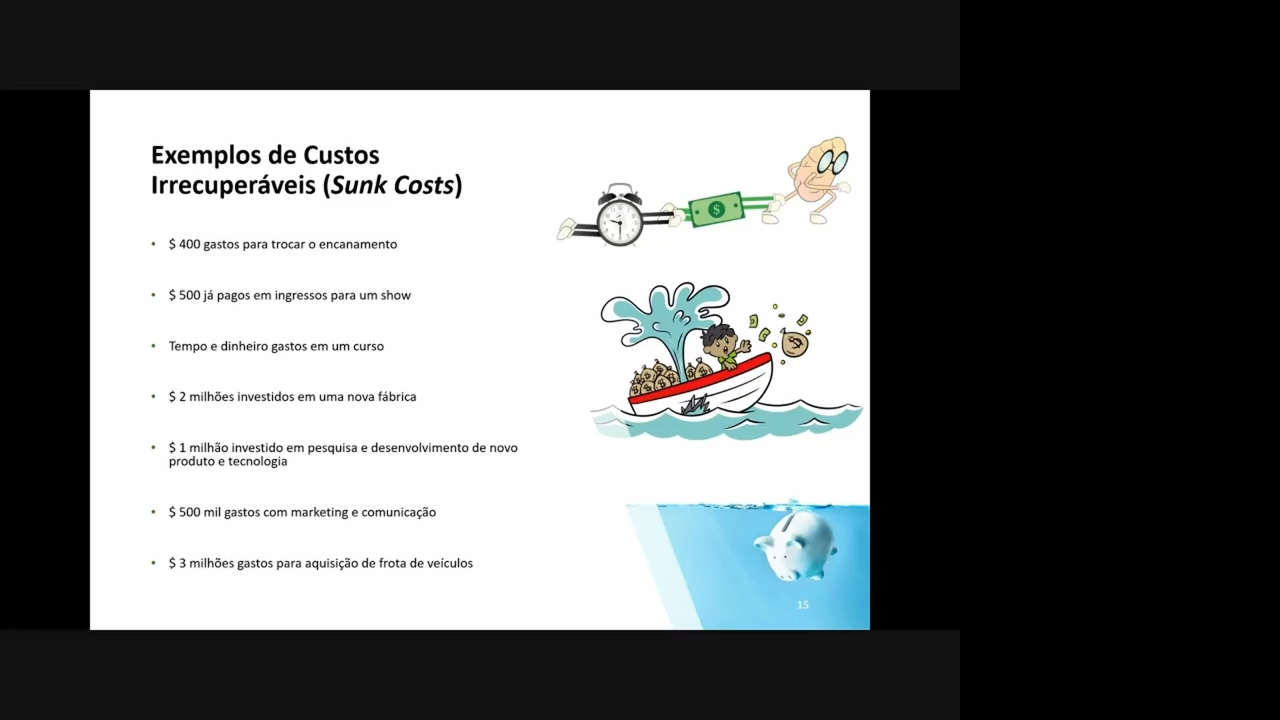 Exemplos de Custos
Irrecuperáveis (Sunk Costs)
• $ 400 gastos para trocar o encanamento
• $ 500 já pagos em ingressos para um show
• Tempo e dinheiro gastos em um curso
• $ 2 milhões investidos em uma nova fábrica
• $ 1 milhão investido em pesquisa e desenvolvimento de novo
produto e tecnologia
• $ 500 mil gastos com marketing e comunicação
• $ 3 milhões gastos para aquisição de frota de veículos
15